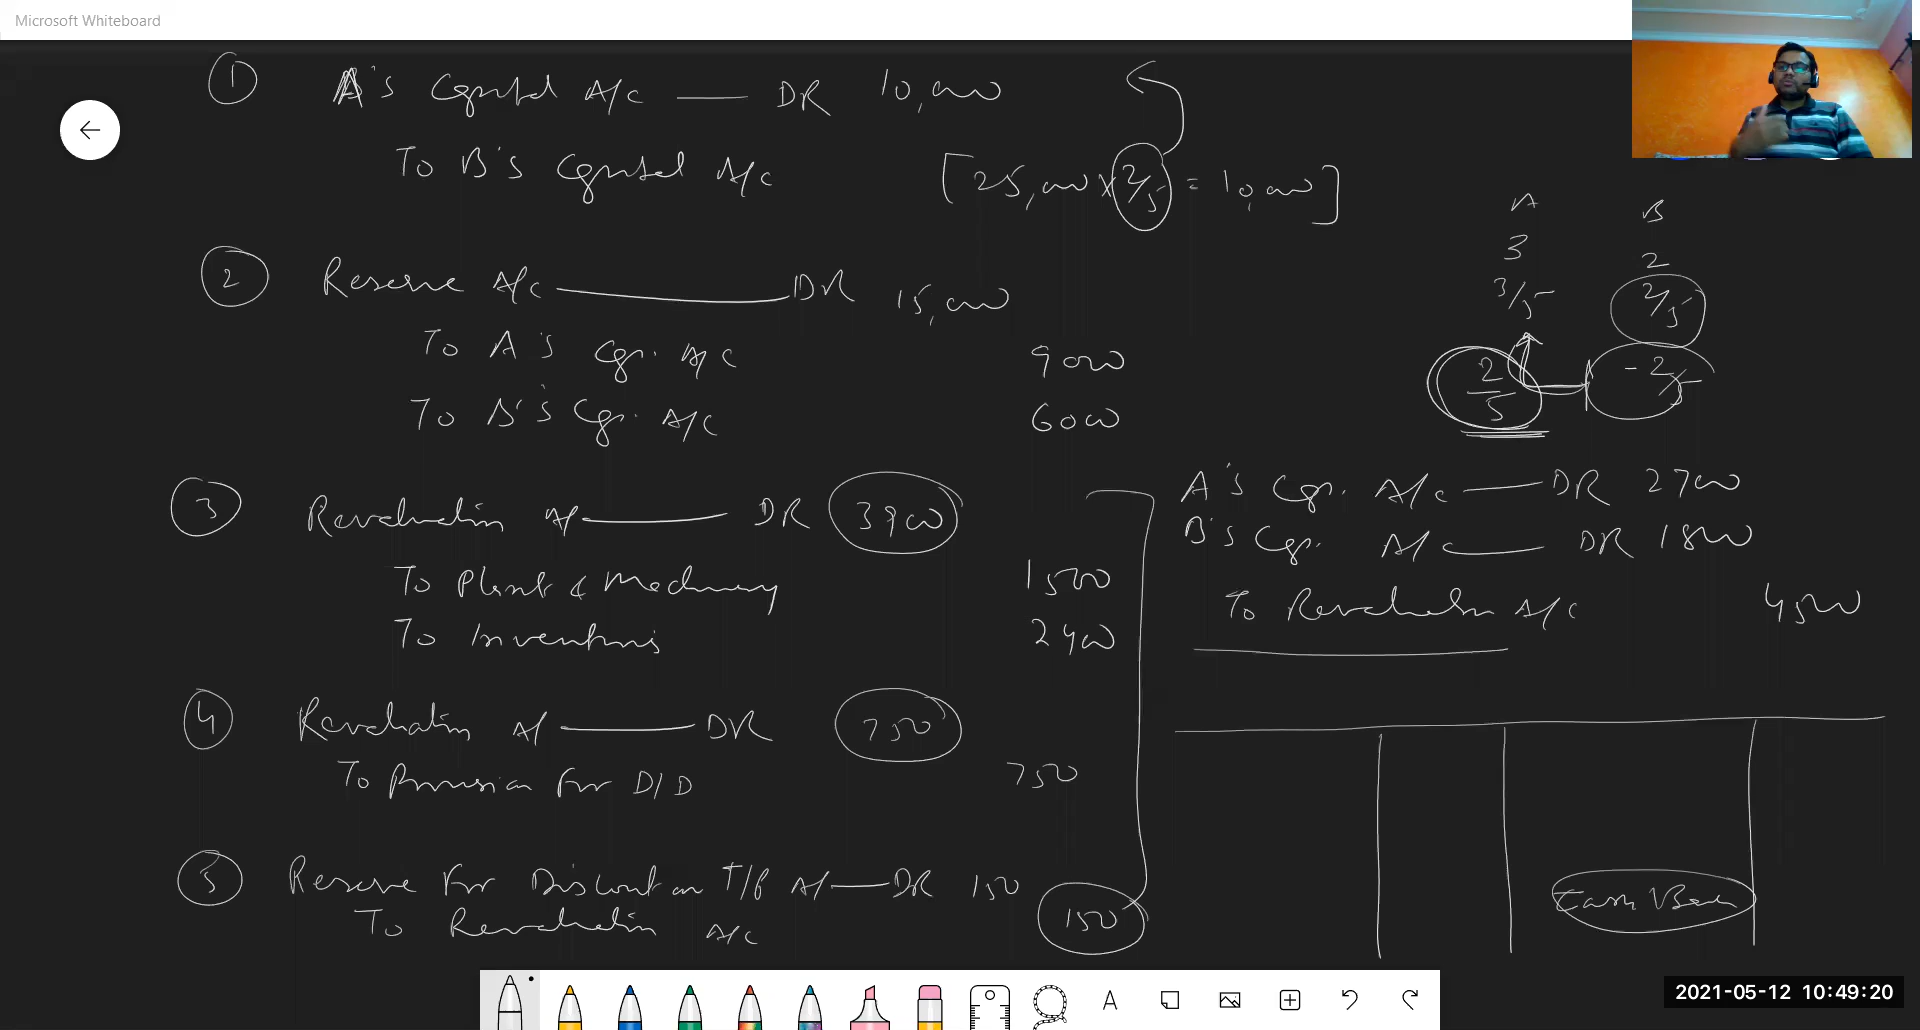 Microsoft Whiteboard
1 A's Capital A/c — DR 10,000
To B's Capital A/c [25,000 × 2/5 = 10,000]
A B
3 2
3/5 2/5
2/5 -2/5
2 Reserve A/c — DR 15,000
To A's Cap. A/c 9000
To B's Cap. A/c 6000
3 Revaluation A/c — DR 3900
To Plant & Machinery 1500
To Inventories 2400
4 Revaluation A/ — DR 750
To Provision For D/D 750
5 Reserve For Discount on T/P A/ — DR 150
To Revaluation A/c 150
A's Cap. A/c — DR 2700
B's Cap. A/c — DR 1800
To Revaluation A/c 4500
Cash
A
2021-05-12 10:49:20